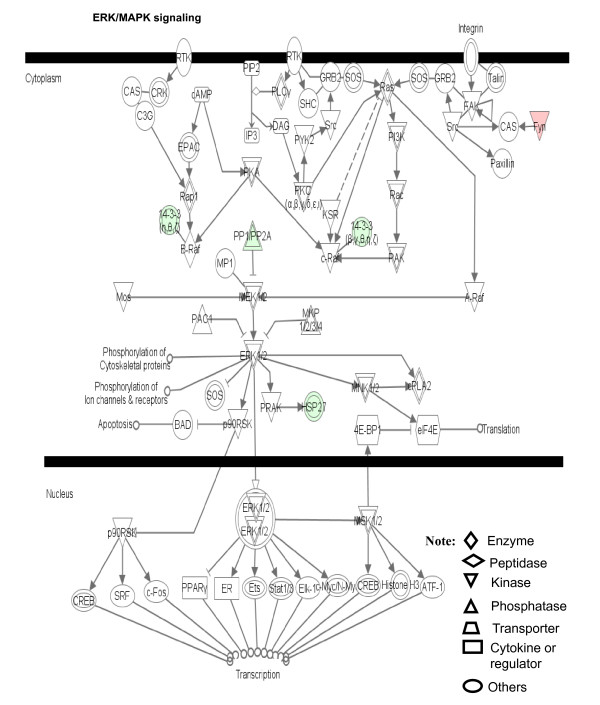 ERK/MAPK signaling
Integrin
Cytoplasm
RTK
RTK
PIP2
GRB2
SOS
Ras
SOS
GRB2
Talin
CAS
CRK
cAMP
PLCγ
SHC
FAK
C3G
IP3
DAG
Src
Src
CAS
Fyn
PYK2
PI3K
EPAC
Paxillin
PKA
Rap1
PKC
(α,β,γ,δ,ε,ι)
Rac
KSR
14-3-3
(η,θ,ζ)
PP1/PP2A
14-3-3
(β,γ,θ,η,ζ)
B-Raf
c-Raf
PAK
MP1
Mos
MEK1/2
A-Raf
PAC1
MKP
1/2/3/4
Phosphorylation of
Cytoskeletal proteins
ERK1/2
Phosphorylation of
Ion channels & receptors
SOS
MNK1/2
cPLA2
PRAK
HSP27
Apoptosis
BAD
p90RSK
4E-BP1
eIF4E
Translation
Nucleus
ERK1/2
ERK1/2
MSK1/2
p90RSK
PPARγ
ER
Ets
Stat1/3
Elk-1
c-Myc/N-My
CREB
Histone H3
ATF-1
CREB
SRF
c-Fos
Transcription
Note:
Enzyme
Peptidase
Kinase
Phosphatase
Transporter
Cytokine or
regulator
Others